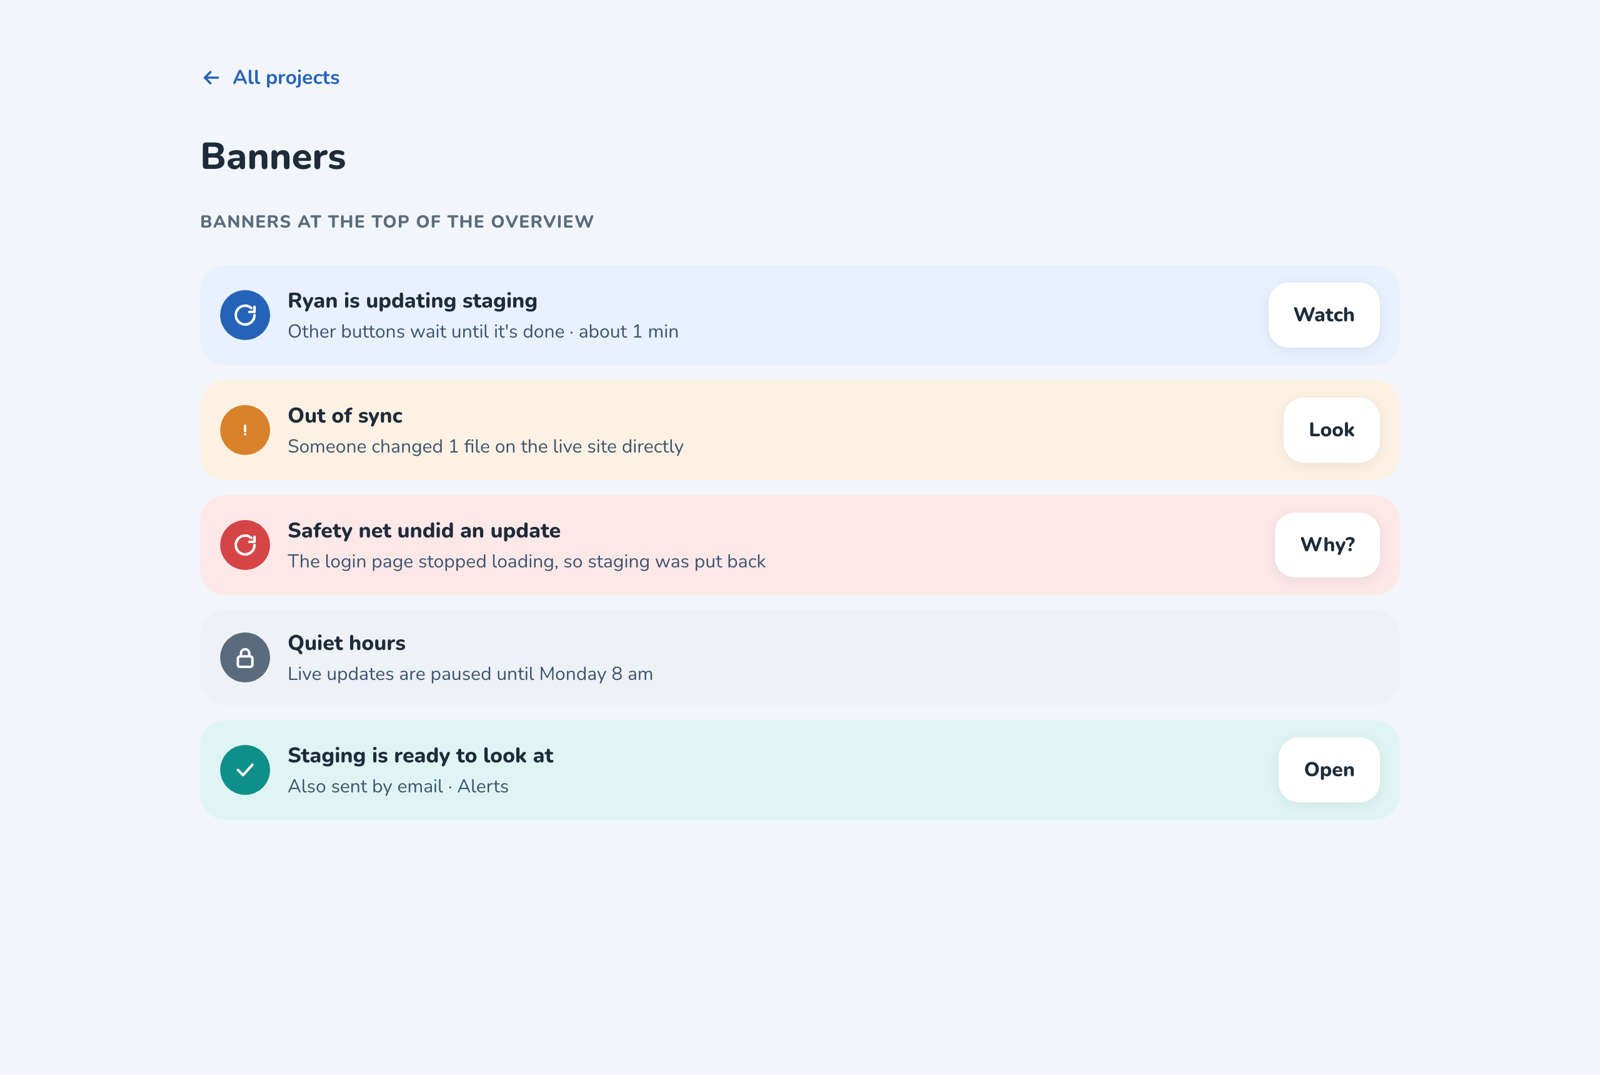 All projects
Banners
BANNERS AT THE TOP OF THE OVERVIEW
Ryan is updating staging
Other buttons wait until it's done · about 1 min
Watch
Out of sync
Someone changed 1 file on the live site directly
Look
Safety net undid an update
The login page stopped loading, so staging was put back
Why?
Quiet hours
Live updates are paused until Monday 8 am
Staging is ready to look at
Also sent by email · Alerts
Open